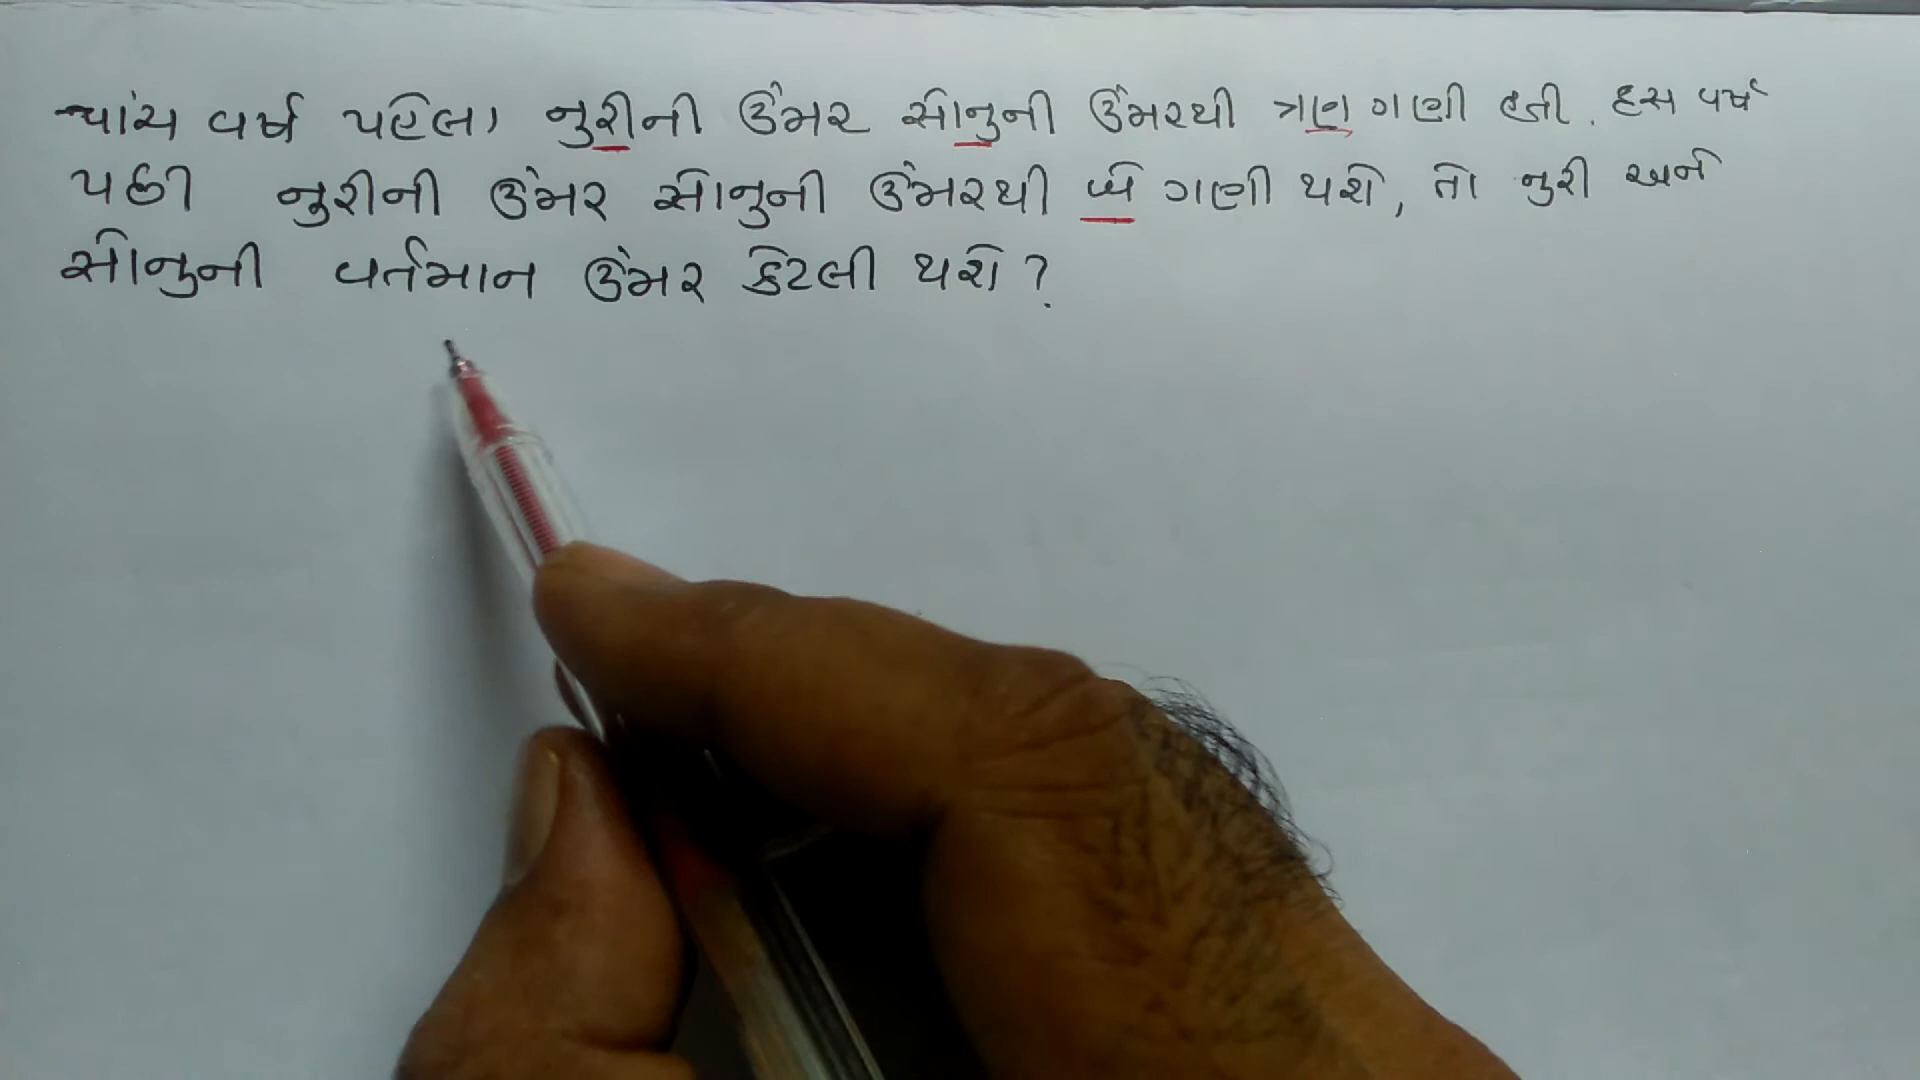 પાંચ વર્ષ પહેલા નુરીની ઉંમર સોનુની ઉંમરથી ત્રણ ગણી હતી. દસ વર્ષ
પછી નુરીની ઉંમર સોનુની ઉંમરથી બે ગણી થશે, તો નુરી અને
સોનુની વર્તમાન ઉંમર કેટલી થશે?